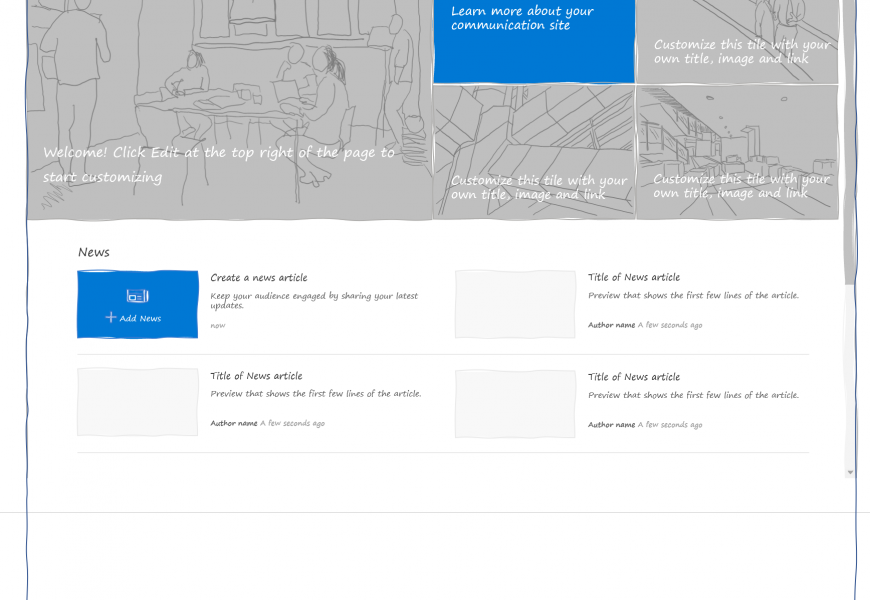 Learn more about your
communication site
Customize this tile with your
own title, image and link
Welcome! Click Edit at the top right of the page to
start customizing
Customize this tile with your
own title, image and link
Customize this tile with your
own title, image and link
News
Add News
Create a news article
Keep your audience engaged by sharing your latest
updates.
now
Title of News article
Preview that shows the first few lines of the article.
Author name A few seconds ago
Title of News article
Preview that shows the first few lines of the article.
Author name A few seconds ago
Title of News article
Preview that shows the first few lines of the article.
Author name A few seconds ago